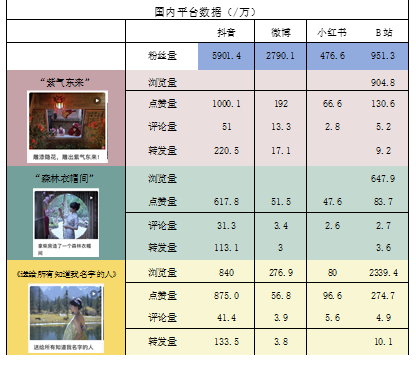 国内平台数据（/万）
抖音 微博 小红书 B 站
粉丝量 5901.4 2790.1 476.6 951.3
“紫气东来”
浏览量 904.8
点赞量 1000.1 192 66.6 130.6
评论量 51 13.3 2.8 5.2
转发量 220.5 17.1 9.2
雕漆隐花，雕出紫气东来！
“森林衣帽间”
浏览量 647.9
点赞量 617.8 51.5 47.6 83.7
评论量 31.3 3.4 2.6 2.7
转发量 113.1 3 3.6
拿柴房造了一个森林衣帽
间
《送给所有知道我名字的人》
浏览量 840 276.9 80 2339.4
点赞量 875.0 56.8 96.6 274.7
评论量 41.4 3.9 5.6 4.9
转发量 133.5 3.8 10.1
送给所有知道我名字的人